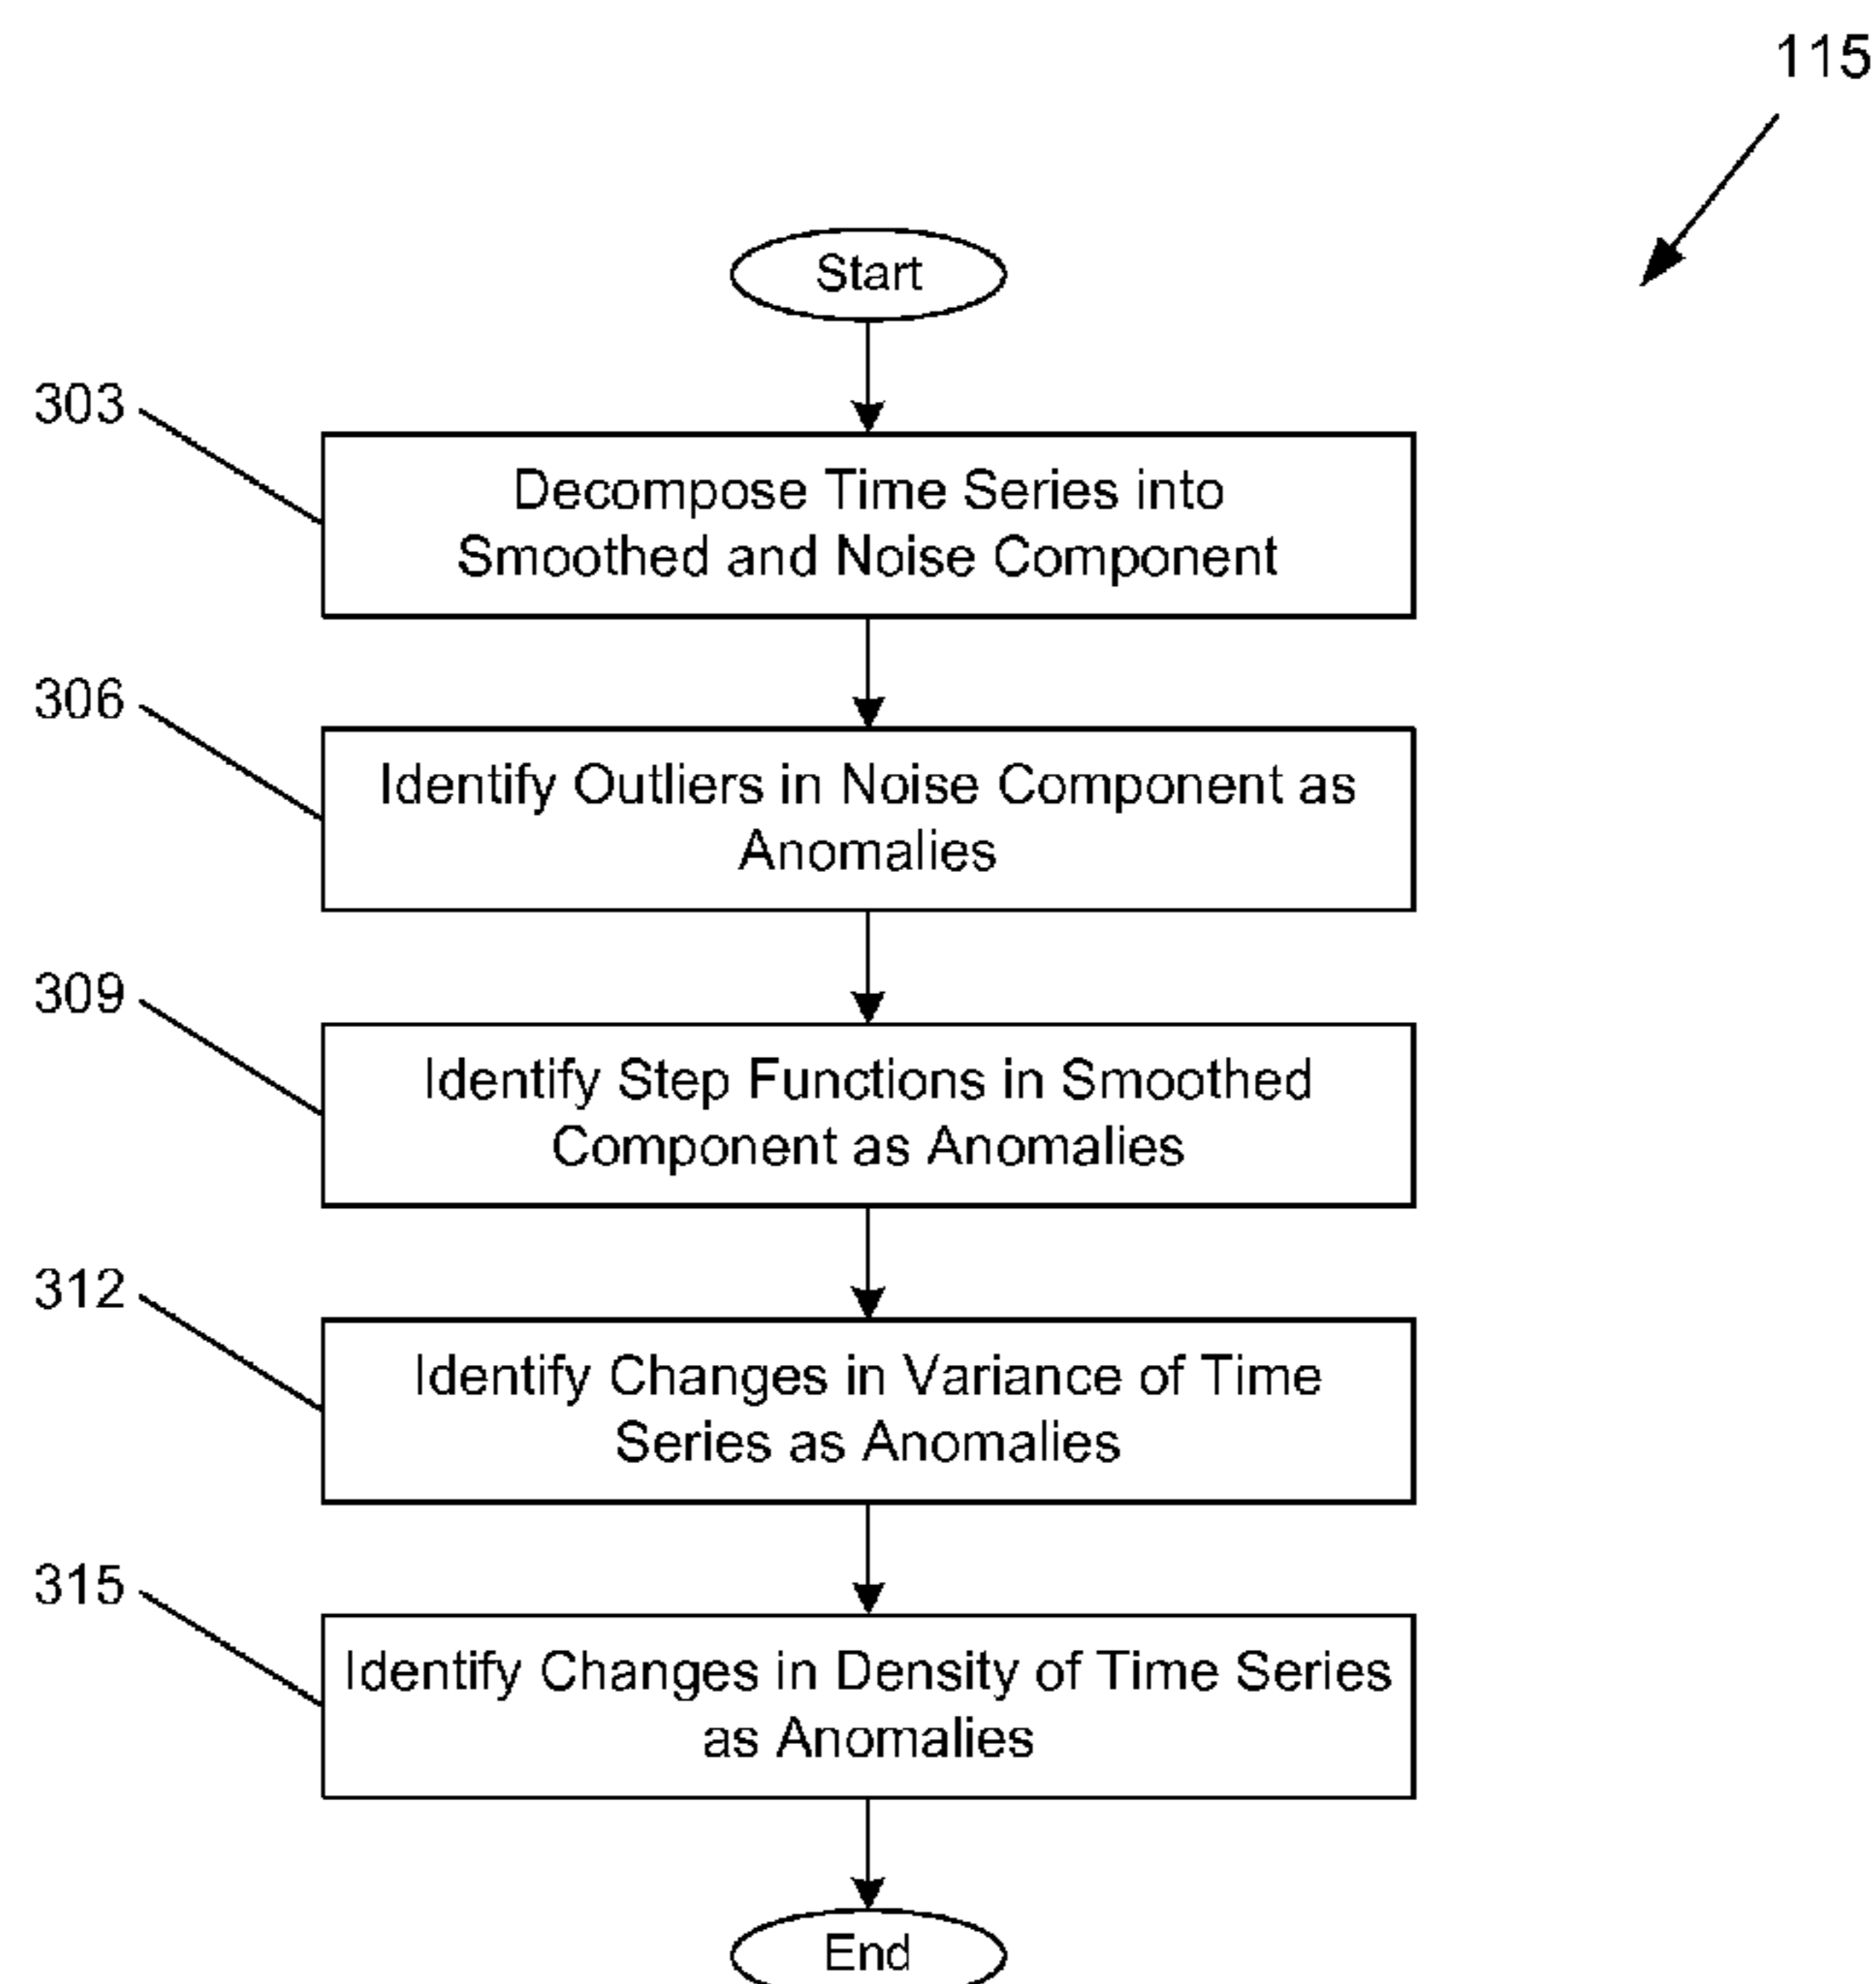 115
Start
303
Decompose Time Series into
Smoothed and Noise Component
306
Identify Outliers in Noise Component as
Anomalies
309
Identify Step Functions in Smoothed
Component as Anomalies
312
Identify Changes in Variance of Time
Series as Anomalies
315
Identify Changes in Density of Time Series
as Anomalies
End